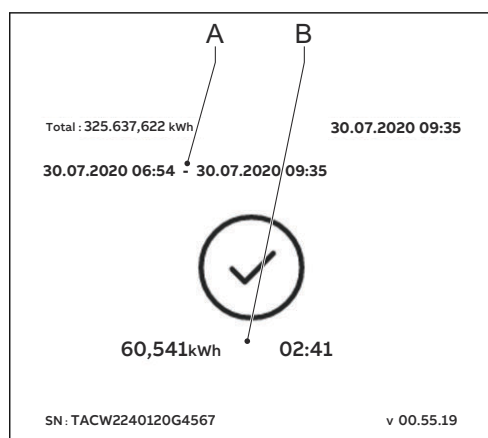 A B
Total : 325.637,622 kWh 30.07.2020 09:35
30.07.2020 06:54 - 30.07.2020 09:35
60,541kWh 02:41
SN : TACW2240120G4567 v 00.55.19